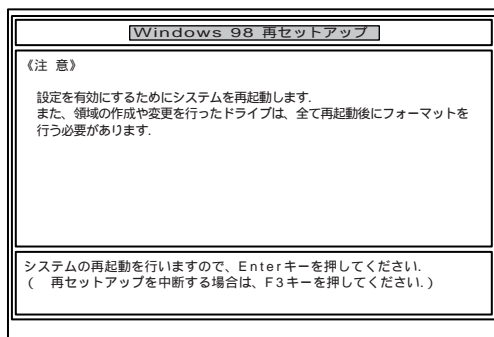 Windows 98 再セットアップ
《注 意》
設定を有効にするためにシステムを再起動します.
また、領域の作成や変更を行ったドライブは、全て再起動後にフォーマットを
行う必要があります.
システムの再起動を行いますので、Enterキーを押してください.
( 再セットアップを中断する場合は、F3キーを押してください.)